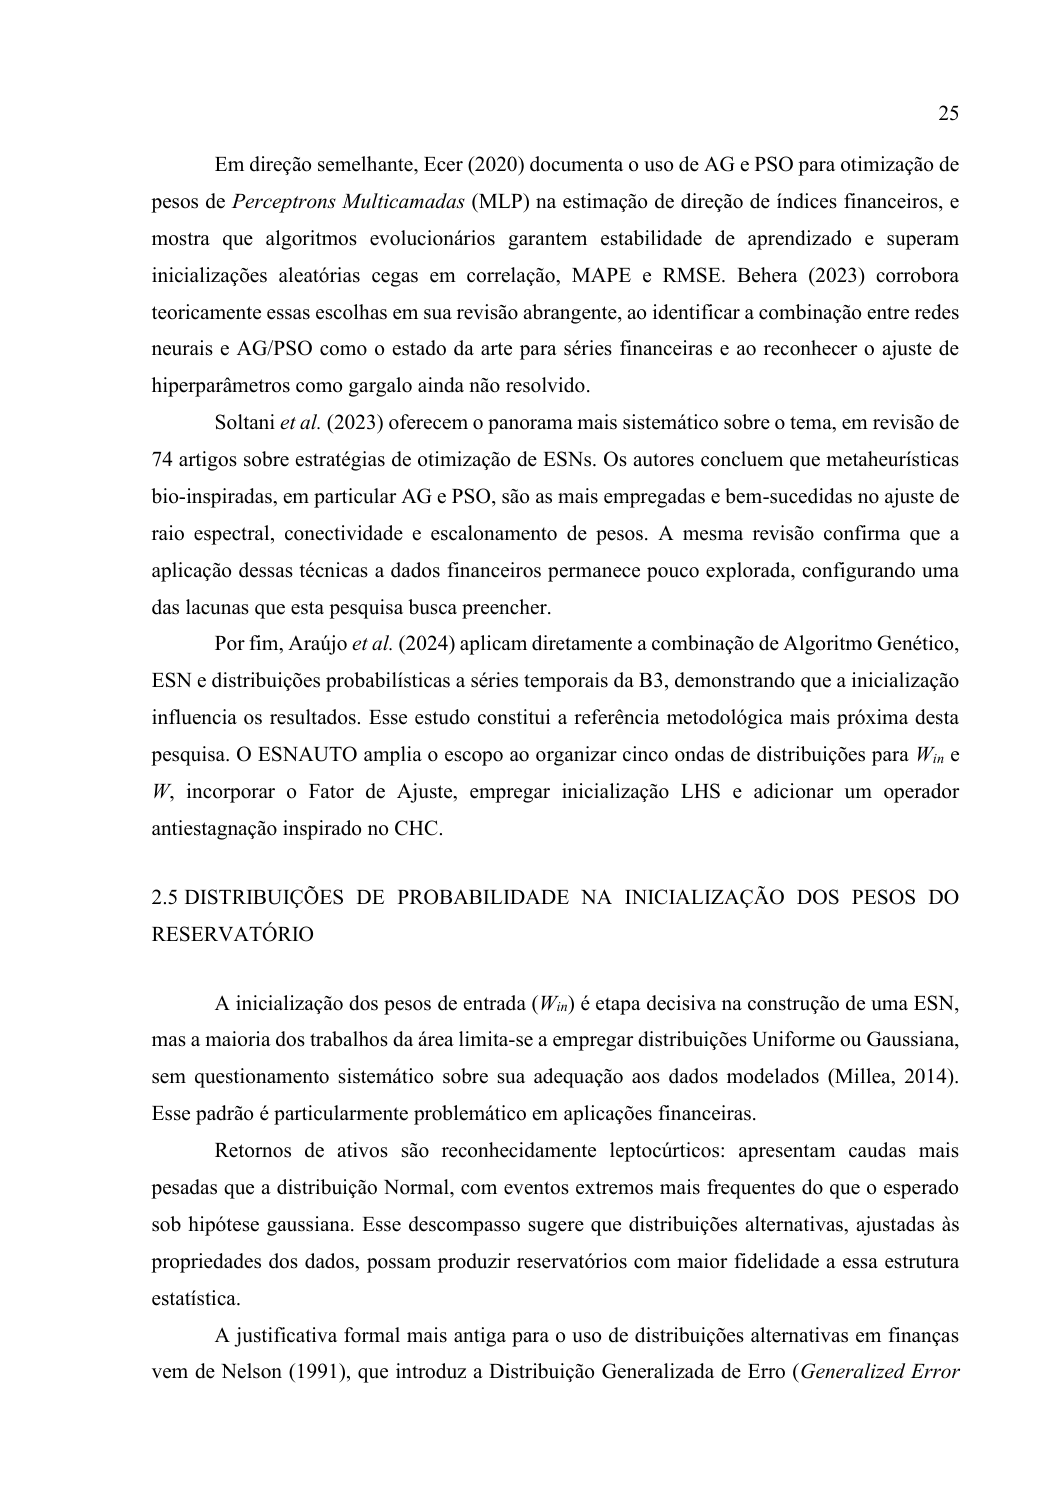 25
Em direção semelhante, Ecer (2020) documenta o uso de AG e PSO para otimização de
pesos de Perceptrons Multicamadas (MLP) na estimação de direção de índices financeiros, e
mostra que algoritmos evolucionários garantem estabilidade de aprendizado e superam
inicializações aleatórias cegas em correlação, MAPE e RMSE. Behera (2023) corrobora
teoricamente essas escolhas em sua revisão abrangente, ao identificar a combinação entre redes
neurais e AG/PSO como o estado da arte para séries financeiras e ao reconhecer o ajuste de
hiperparâmetros como gargalo ainda não resolvido.
Soltani et al. (2023) oferecem o panorama mais sistemático sobre o tema, em revisão de
74 artigos sobre estratégias de otimização de ESNs. Os autores concluem que metaheurísticas
bio-inspiradas, em particular AG e PSO, são as mais empregadas e bem-sucedidas no ajuste de
raio espectral, conectividade e escalonamento de pesos. A mesma revisão confirma que a
aplicação dessas técnicas a dados financeiros permanece pouco explorada, configurando uma
das lacunas que esta pesquisa busca preencher.
Por fim, Araújo et al. (2024) aplicam diretamente a combinação de Algoritmo Genético,
ESN e distribuições probabilísticas a séries temporais da B3, demonstrando que a inicialização
influencia os resultados. Esse estudo constitui a referência metodológica mais próxima desta
pesquisa. O ESNAUTO amplia o escopo ao organizar cinco ondas de distribuições para Win e
W, incorporar o Fator de Ajuste, empregar inicialização LHS e adicionar um operador
antiestagnação inspirado no CHC.
2.5 DISTRIBUIÇÕES DE PROBABILIDADE NA INICIALIZAÇÃO DOS PESOS DO
RESERVATÓRIO
A inicialização dos pesos de entrada (Win) é etapa decisiva na construção de uma ESN,
mas a maioria dos trabalhos da área limita-se a empregar distribuições Uniforme ou Gaussiana,
sem questionamento sistemático sobre sua adequação aos dados modelados (Millea, 2014).
Esse padrão é particularmente problemático em aplicações financeiras.
Retornos de ativos são reconhecidamente leptocúrticos: apresentam caudas mais
pesadas que a distribuição Normal, com eventos extremos mais frequentes do que o esperado
sob hipótese gaussiana. Esse descompasso sugere que distribuições alternativas, ajustadas às
propriedades dos dados, possam produzir reservatórios com maior fidelidade a essa estrutura
estatística.
A justificativa formal mais antiga para o uso de distribuições alternativas em finanças
vem de Nelson (1991), que introduz a Distribuição Generalizada de Erro (Generalized Error